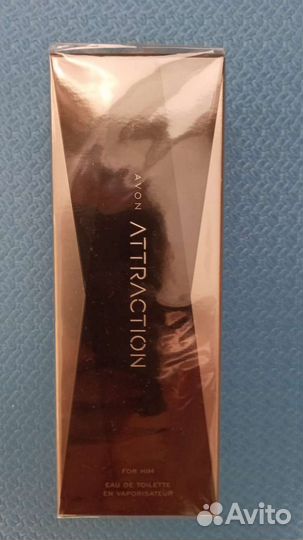 AVON
ATTRACTION
FOR HIM
EAU DE TOILETTE
EN VAPORISATEUR
Avito